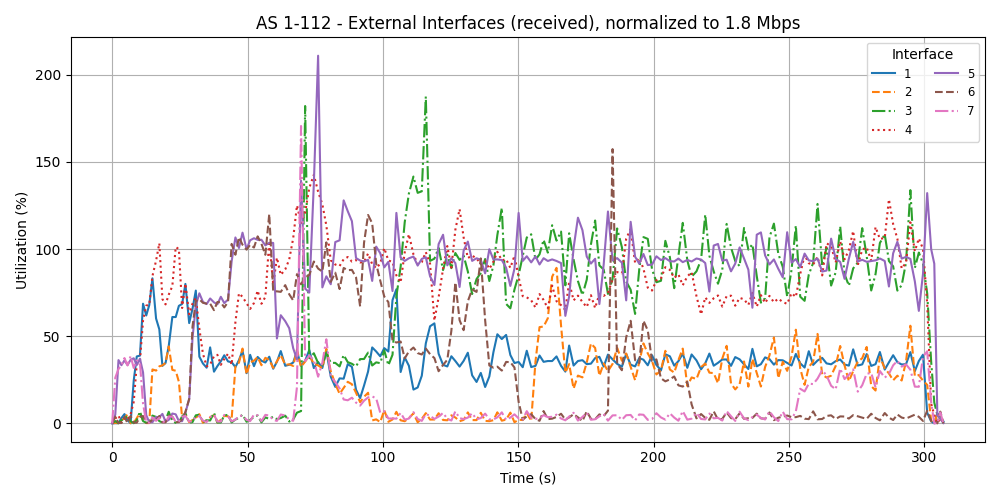 AS 1-112 - External Interfaces (received), normalized to 1.8 Mbps
Utilization (%)
200
150
100
50
0
0 50 100 150 200 250 300
Time (s)
Interface
1 5
2 6
3 7
4